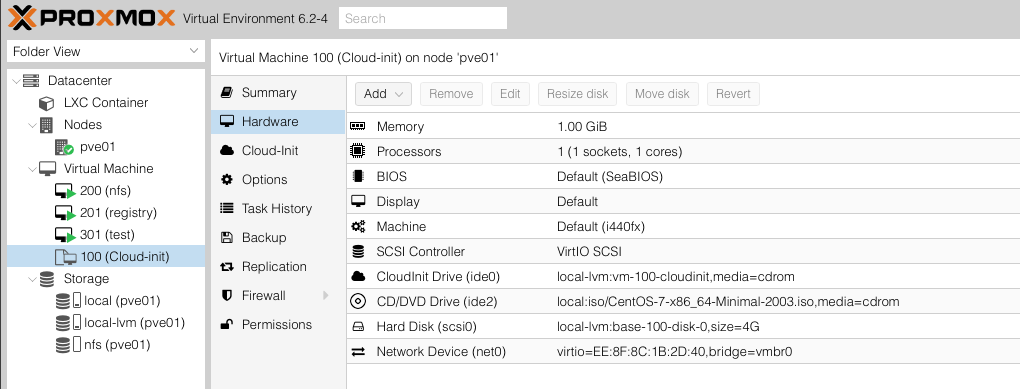 PROXMOX Virtual Environment 6.2-4 Search
Folder View
Datacenter
LXC Container
Nodes
pve01
Virtual Machine
200 (nfs)
201 (registry)
301 (test)
100 (Cloud-init)
Storage
local (pve01)
local-lvm (pve01)
nfs (pve01)
Virtual Machine 100 (Cloud-init) on node 'pve01'
Summary
Hardware
Cloud-Init
Options
Task History
Backup
Replication
Firewall
Permissions
Add Remove Edit Resize disk Move disk Revert
Memory 1.00 GiB
Processors 1 (1 sockets, 1 cores)
BIOS Default (SeaBIOS)
Display Default
Machine Default (i440fx)
SCSI Controller VirtIO SCSI
CloudInit Drive (ide0) local-lvm:vm-100-cloudinit,media=cdrom
CD/DVD Drive (ide2) local:iso/CentOS-7-x86_64-Minimal-2003.iso,media=cdrom
Hard Disk (scsi0) local-lvm:base-100-disk-0,size=4G
Network Device (net0) virtio=EE:8F:8C:1B:2D:40,bridge=vmbr0